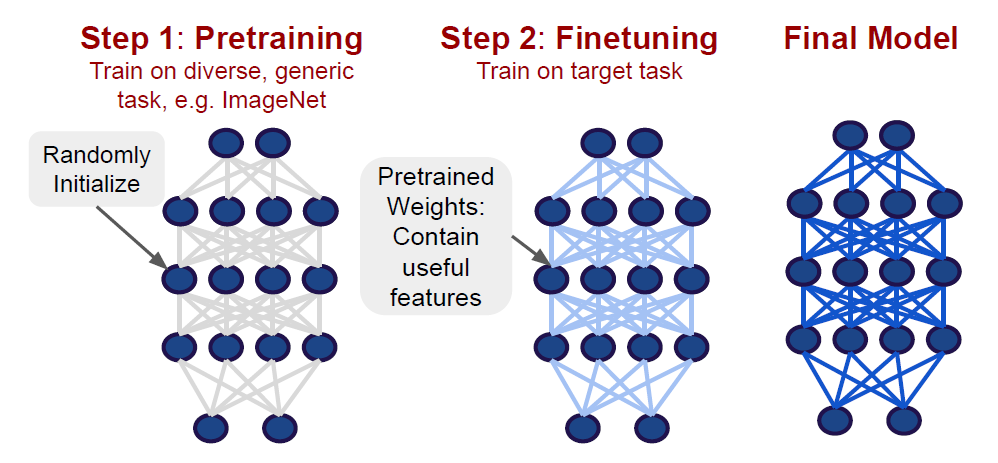 Step 1: Pretraining
Train on diverse, generic
task, e.g. ImageNet
Randomly
Initialize
Step 2: Finetuning
Train on target task
Pretrained
Weights:
Contain
useful
features
Final Model